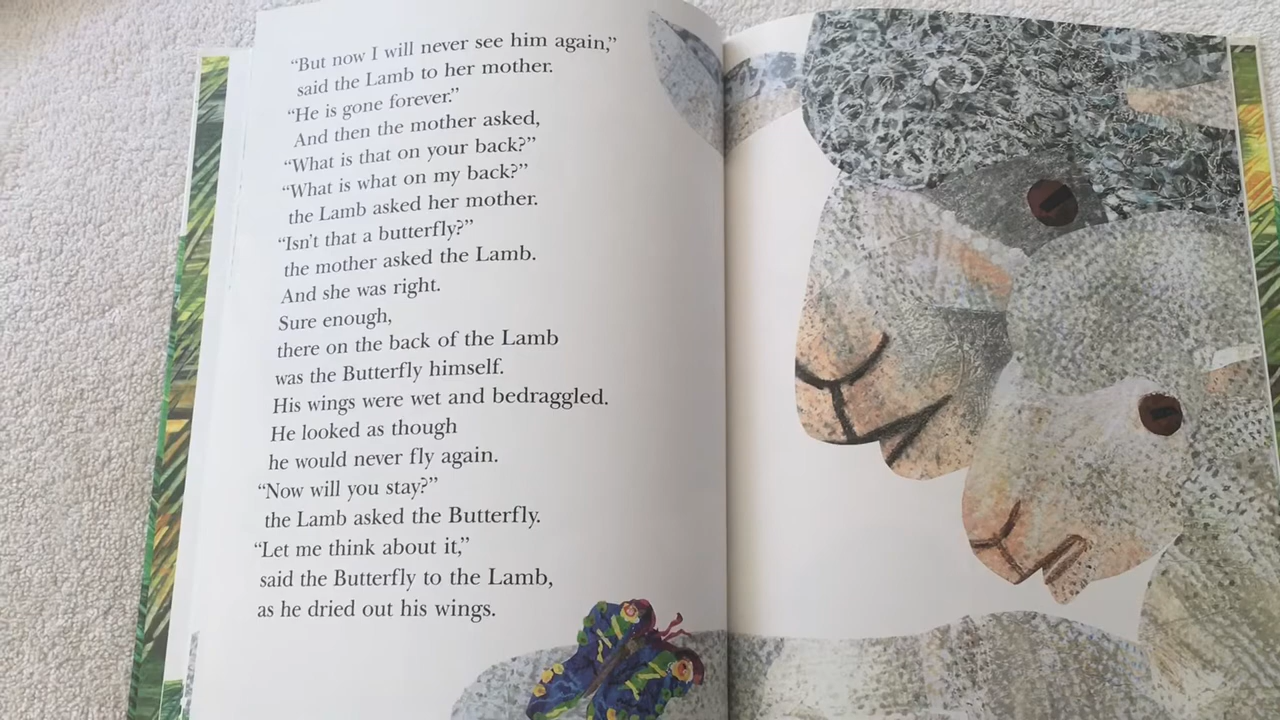 “But now I will never see him again,”
said the Lamb to her mother.
“He is gone forever.”
And then the mother asked,
“What is that on your back?”
“What is what on my back?”
the Lamb asked her mother.
“Isn’t that a butterfly?”
the mother asked the Lamb.
And she was right.
Sure enough,
there on the back of the Lamb
was the Butterfly himself.
His wings were wet and bedraggled.
He looked as though
he would never fly again.
“Now will you stay?”
the Lamb asked the Butterfly.
“Let me think about it,”
said the Butterfly to the Lamb,
as he dried out his wings.